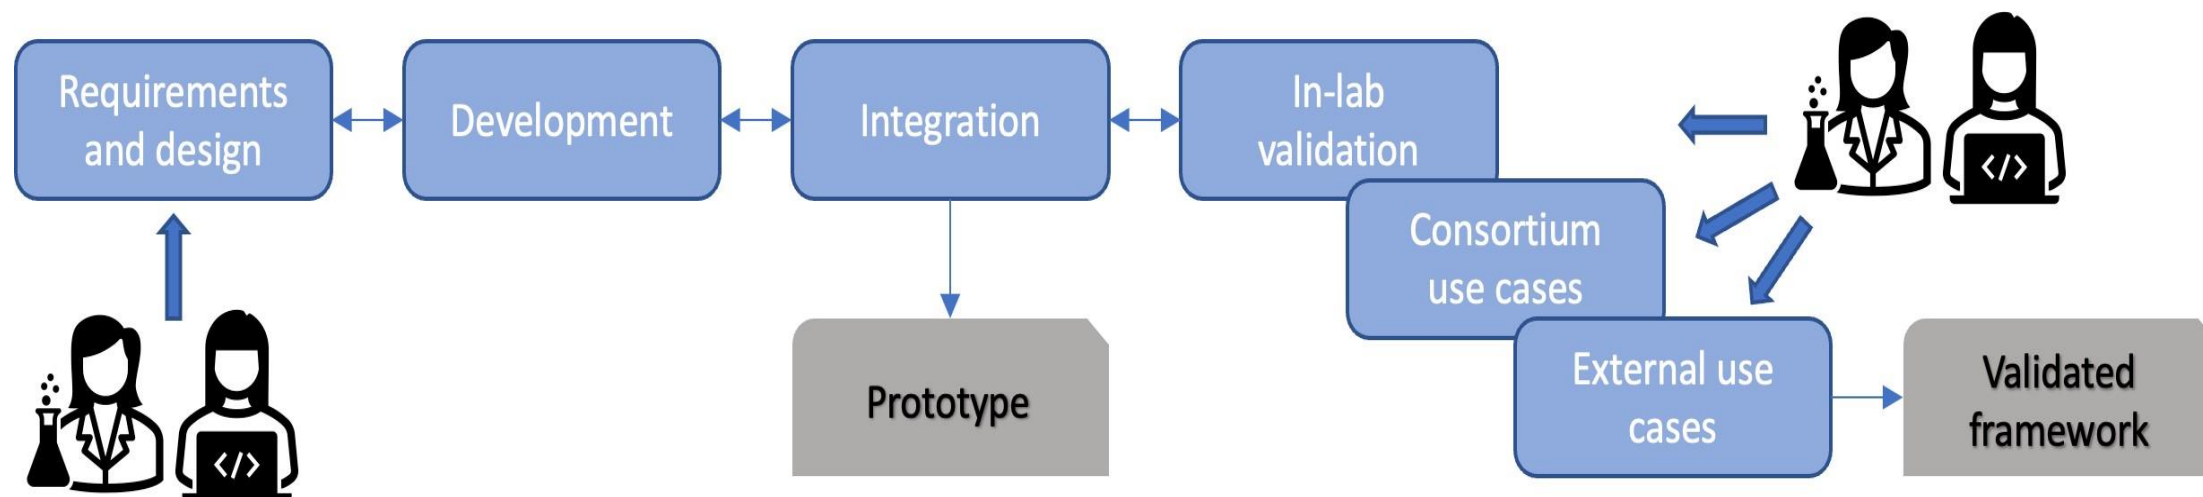 Requirements
and design
Development
Integration
In-lab
validation
Consortium
use cases
External use
cases
Prototype
Validated
framework
</>
</>